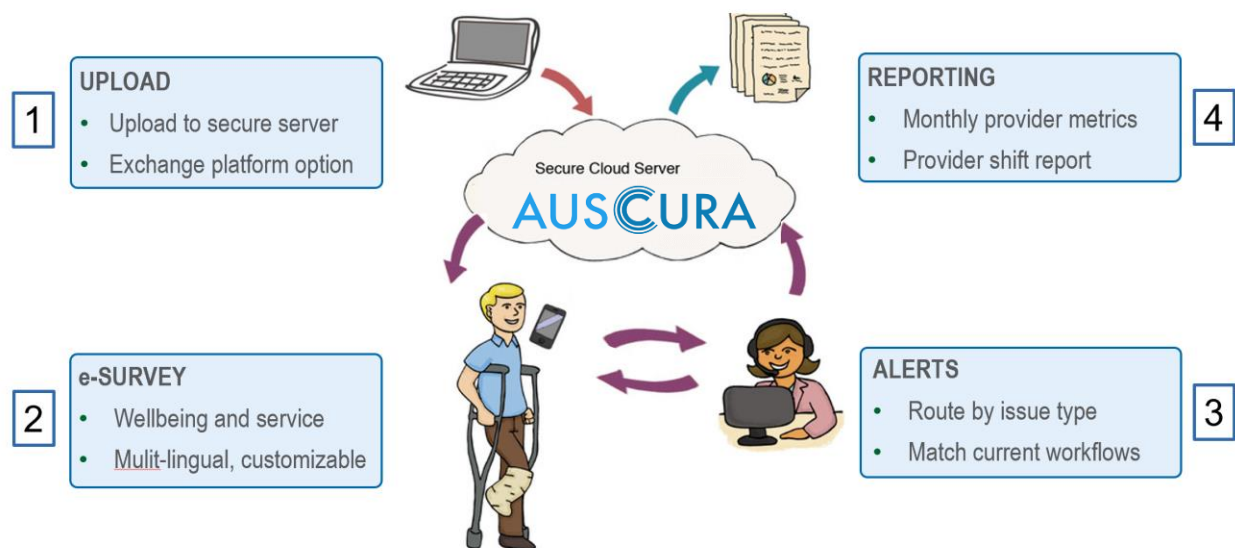 1
UPLOAD
• Upload to secure server
• Exchange platform option
Secure Cloud Server
AUSCURA
REPORTING
• Monthly provider metrics
• Provider shift report
4
2
e-SURVEY
• Wellbeing and service
• Mulit-lingual, customizable
ALERTS
• Route by issue type
• Match current workflows
3